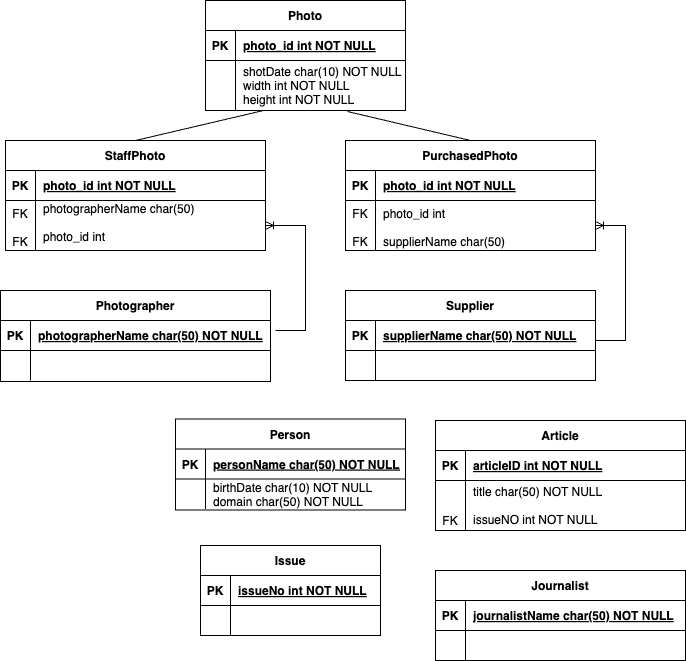 Photo
PK photo_id int NOT NULL
shotDate char(10) NOT NULL
width int NOT NULL
height int NOT NULL
StaffPhoto
PK photo_id int NOT NULL
FK photographerName char(50)
FK photo_id int
PurchasedPhoto
PK photo_id int NOT NULL
FK photo_id int
FK supplierName char(50)
Photographer
PK photographerName char(50) NOT NULL
Supplier
PK supplierName char(50) NOT NULL
Person
PK personName char(50) NOT NULL
birthDate char(10) NOT NULL
domain char(50) NOT NULL
Article
PK articleID int NOT NULL
title char(50) NOT NULL
FK issueNO int NOT NULL
Issue
PK issueNo int NOT NULL
Journalist
PK journalistName char(50) NOT NULL